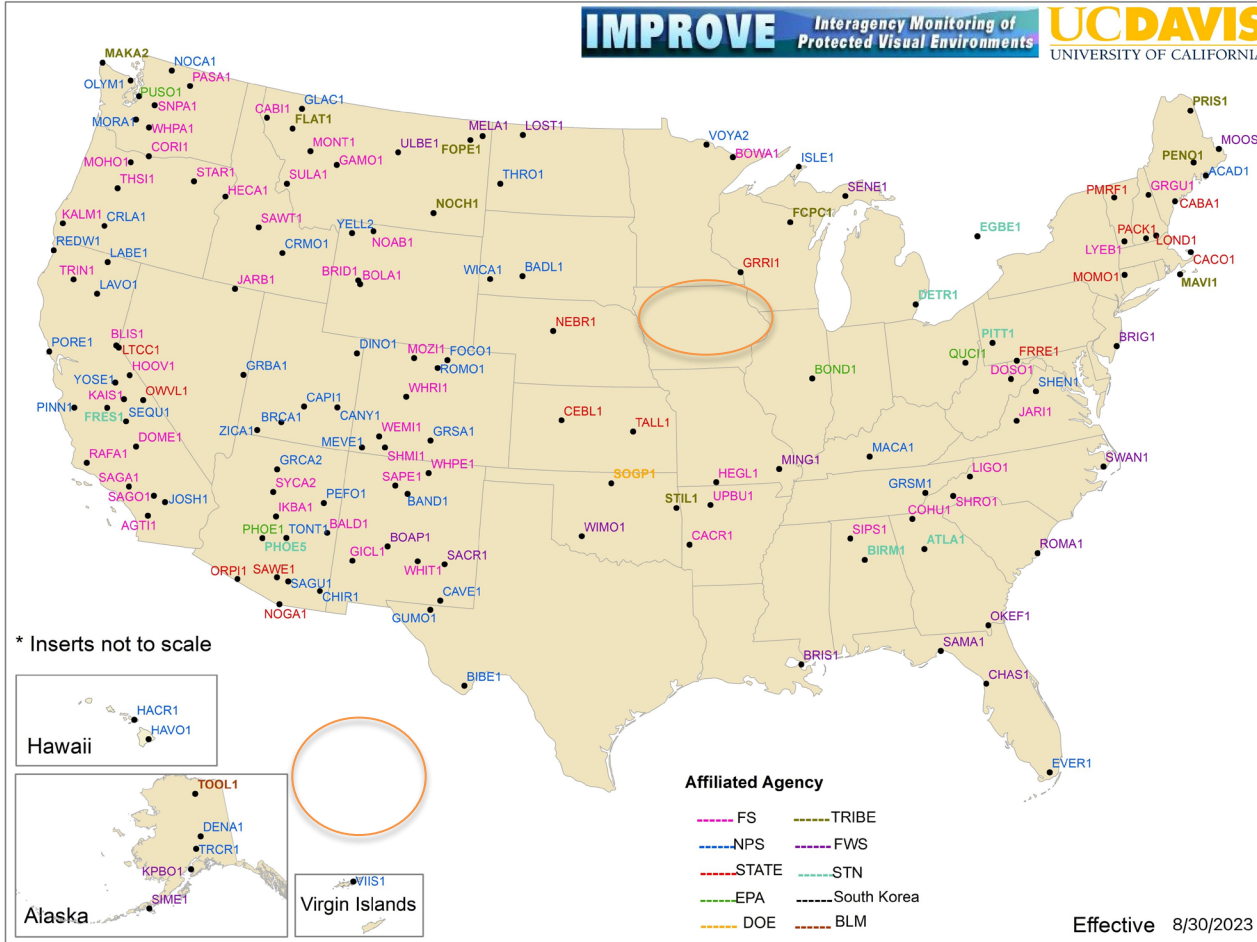 IMPROVE
Interagency Monitoring of
Protected Visual Environments
UCDAVIS
UNIVERSITY OF CALIFORNI
MAKA2
NOCA1
OLYM1
PASA1
PUSO1
SNPA1
MORA1
WHPA1
CORI1
MOHO1
THSI1
STAR1
HECA1
KALM1
CRLA1
REDW1
LABE1
TRIN1
LAVO1
CABI1
GLAC1
FLAT1
MONT1
GAMO1
SULA1
ULBE1
MELA1
FOPE1
LOST1
THRO1
NOCH1
SAWT1
CRMO1
YELL2
NOAB1
BRID1
BOLA1
JARB1
WICA1
BADL1
VOYA2
BOWA1
ISLE1
SENE1
FCPC1
GRRI1
EGBE1
DETR1
PRIS1
MOOS
PENO1
ACAD1
PMRF1
GRGU1
CABA1
PACK1
LYEB1
LOND1
CACO1
MOMO1
MAVI1
BRIG1
PITT1
QUCI1
FRRE1
DOSO1
SHEN1
JARI1
BLIS1
LTCC1
PORE1
HOOV1
YOSE1
KAIS1
OWVL1
PINN1
FRES1
SEQU1
DOME1
RAFA1
SAGA1
SAGO1
JOSH1
AGTI1
GRBA1
DINO1
MOZI1
FOCO1
ROMO1
WHRI1
CAPI1
CANY1
BRCA1
ZICA1
MEVE1
WEMI1
GRSA1
SHMI1
WHPE1
SAPE1
BAND1
GRCA2
SYCA2
PEFO1
IKBA1
PHOE1
TONT1
PHOE5
BALD1
BOAP1
GICL1
WHIT1
SACR1
ORPI1
SAWE1
SAGU1
CHIR1
NOGA1
CAVE1
GUMO1
BIBE1
NEBR1
CEBL1
TALL1
SOGP1
STIL1
WIMO1
BOND1
MING1
HEGL1
UPBU1
CACR1
MACA1
GRSM1
LIGO1
SHRO1
COHU1
SIPS1
BIRM1
ATLA1
SWAN1
ROMA1
OKEF1
SAMA1
BRIS1
CHAS1
EVER1
* Inserts not to scale
HACR1
HAVO1
Hawaii
TOOL1
DENA1
TRCR1
KPBO1
SIME1
Alaska
VIIS1
Virgin Islands
Affiliated Agency
FS
TRIBE
NPS
FWS
STATE
STN
EPA
South Korea
DOE
BLM
Effective 8/30/2023